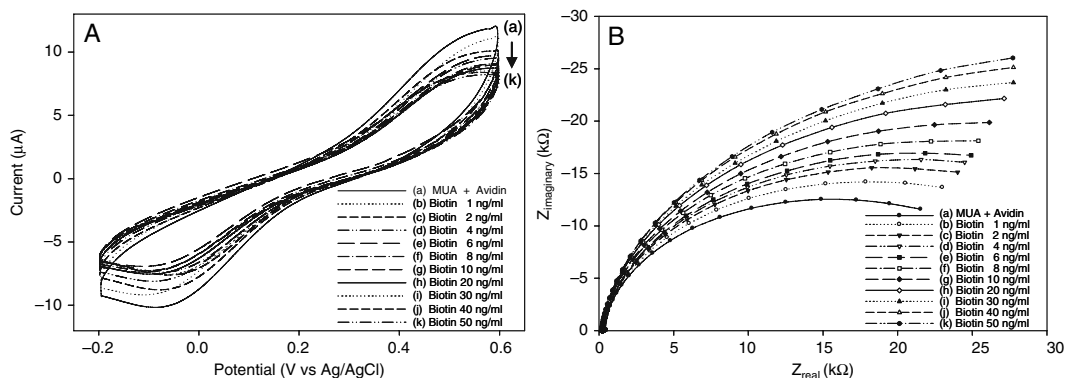 A
(a)
(k)
10
5
0
−5
−10
Current (μA)
(a) MUA + Avidin
(b) Biotin 1 ng/ml
(c) Biotin 2 ng/ml
(d) Biotin 4 ng/ml
(e) Biotin 6 ng/ml
(f) Biotin 8 ng/ml
(g) Biotin 10 ng/ml
(h) Biotin 20 ng/ml
(i) Biotin 30 ng/ml
(j) Biotin 40 ng/ml
(k) Biotin 50 ng/ml
−0.2 0.0 0.2 0.4 0.6
Potential (V vs Ag/AgCl)
B
−30
−25
−20
−15
−10
−5
0
Zimaginary (kΩ)
(a) MUA + Avidin
(b) Biotin 1 ng/ml
(c) Biotin 2 ng/ml
(d) Biotin 4 ng/ml
(e) Biotin 6 ng/ml
(f) Biotin 8 ng/ml
(g) Biotin 10 ng/ml
(h) Biotin 20 ng/ml
(i) Biotin 30 ng/ml
(j) Biotin 40 ng/ml
(k) Biotin 50 ng/ml
0 5 10 15 20 25 30
Zreal (kΩ)